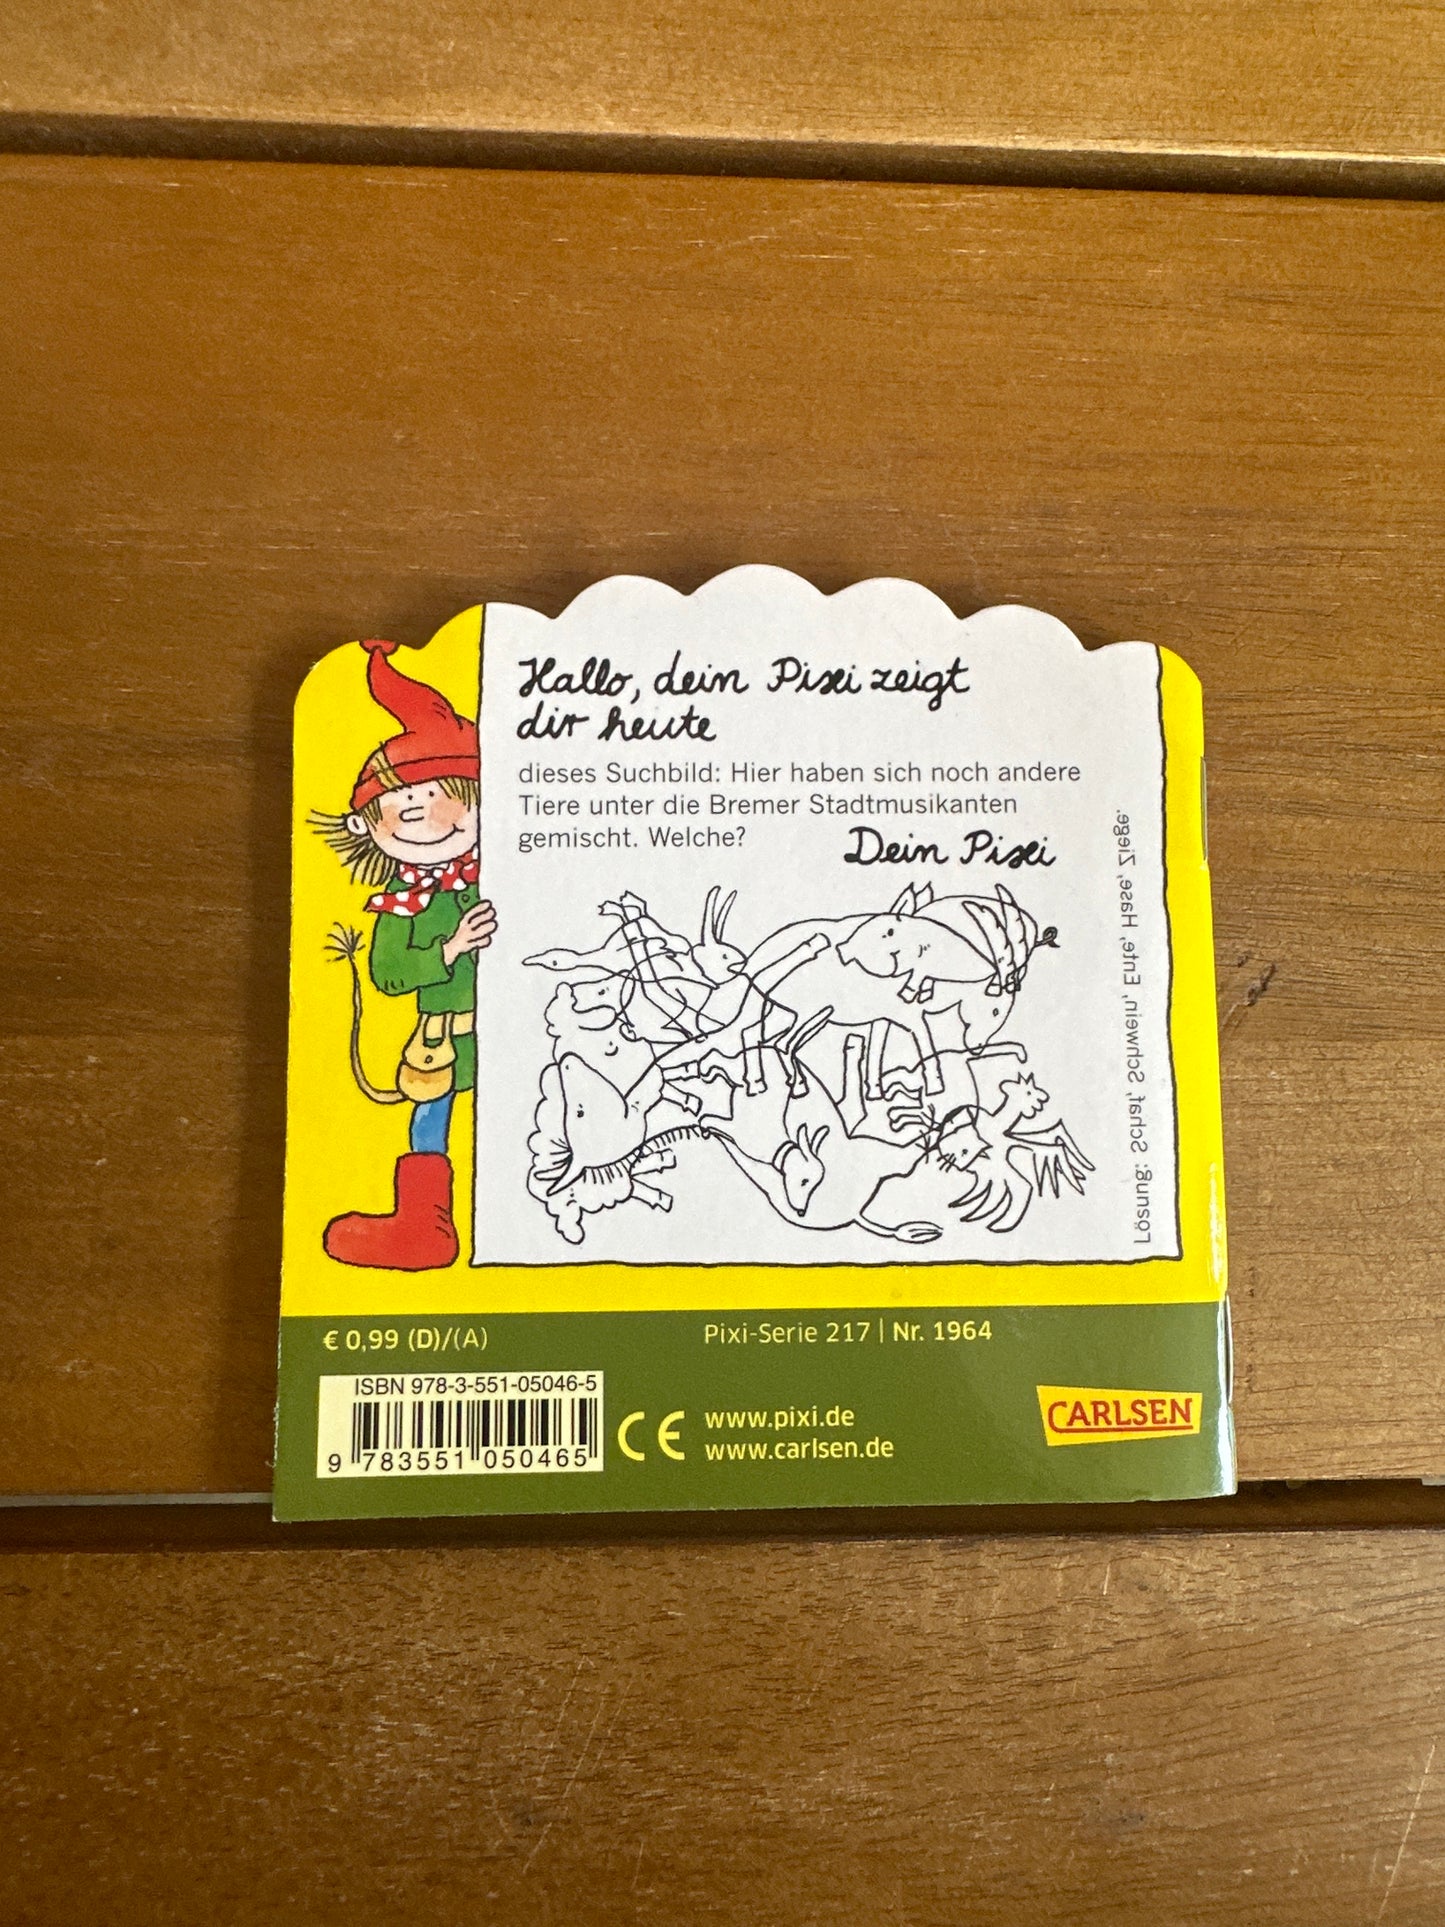 Hallo, dein Pixi zeigt
dir heute
dieses Suchbild: Hier haben sich noch andere
Tiere unter die Bremer Stadtmusikanten
gemischt. Welche?
Dein Pixi
Lösung: Schaf, Schwein, Ente, Hase, Ziege.
€ 0,99 (D)/(A)
Pixi-Serie 217 | Nr. 1964
ISBN 978-3-551-05046-5
9 783551 050465
CE
www.pixi.de
www.carlsen.de
CARLSEN